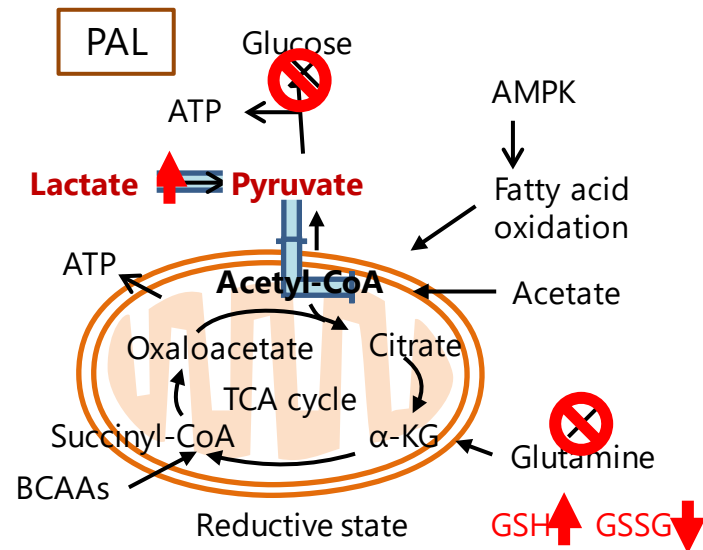 PAL
Glucose
ATP
AMPK
Lactate
Pyruvate
Fatty acid
oxidation
ATP
Acetyl-CoA
Acetate
Oxaloacetate
Citrate
TCA cycle
Succinyl-CoA
α-KG
Glutamine
BCAAs
Reductive state
GSH
GSSG